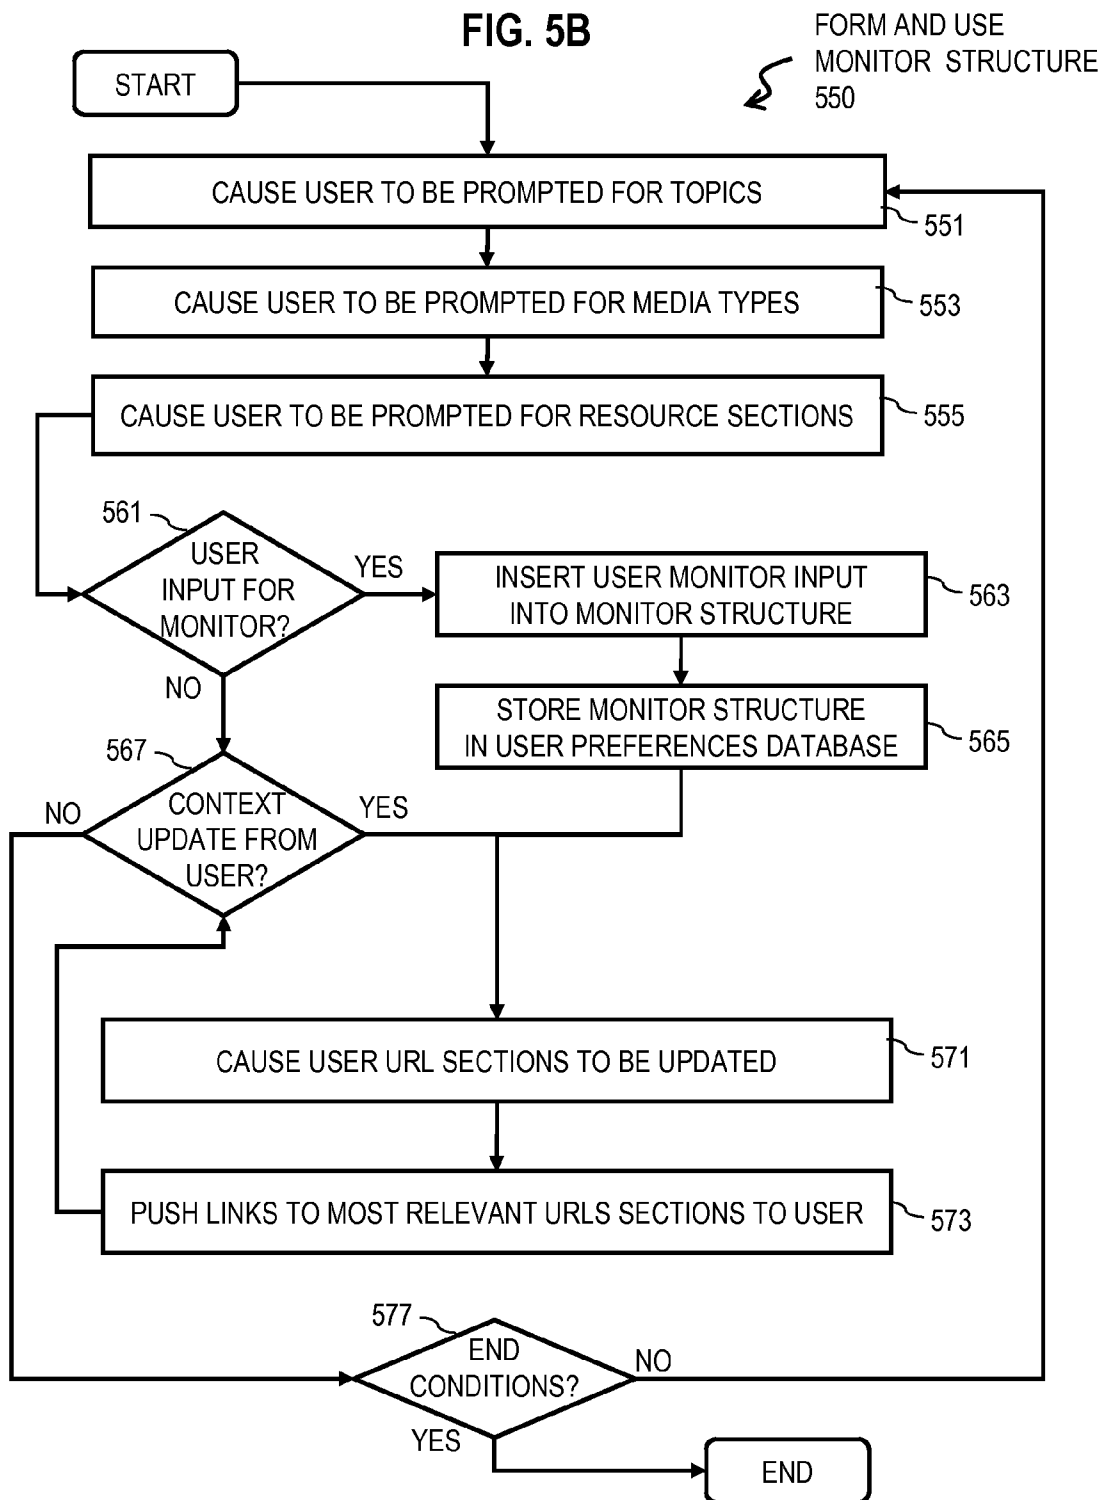 FIG. 5B
FORM AND USE
MONITOR STRUCTURE
550
START
CAUSE USER TO BE PROMPTED FOR TOPICS
551
CAUSE USER TO BE PROMPTED FOR MEDIA TYPES
553
CAUSE USER TO BE PROMPTED FOR RESOURCE SECTIONS
555
561
USER
INPUT FOR
MONITOR?
YES
NO
INSERT USER MONITOR INPUT
INTO MONITOR STRUCTURE
563
STORE MONITOR STRUCTURE
IN USER PREFERENCES DATABASE
565
567
CONTEXT
UPDATE FROM
USER?
NO
YES
CAUSE USER URL SECTIONS TO BE UPDATED
571
PUSH LINKS TO MOST RELEVANT URLS SECTIONS TO USER
573
577
END
CONDITIONS?
NO
YES
END